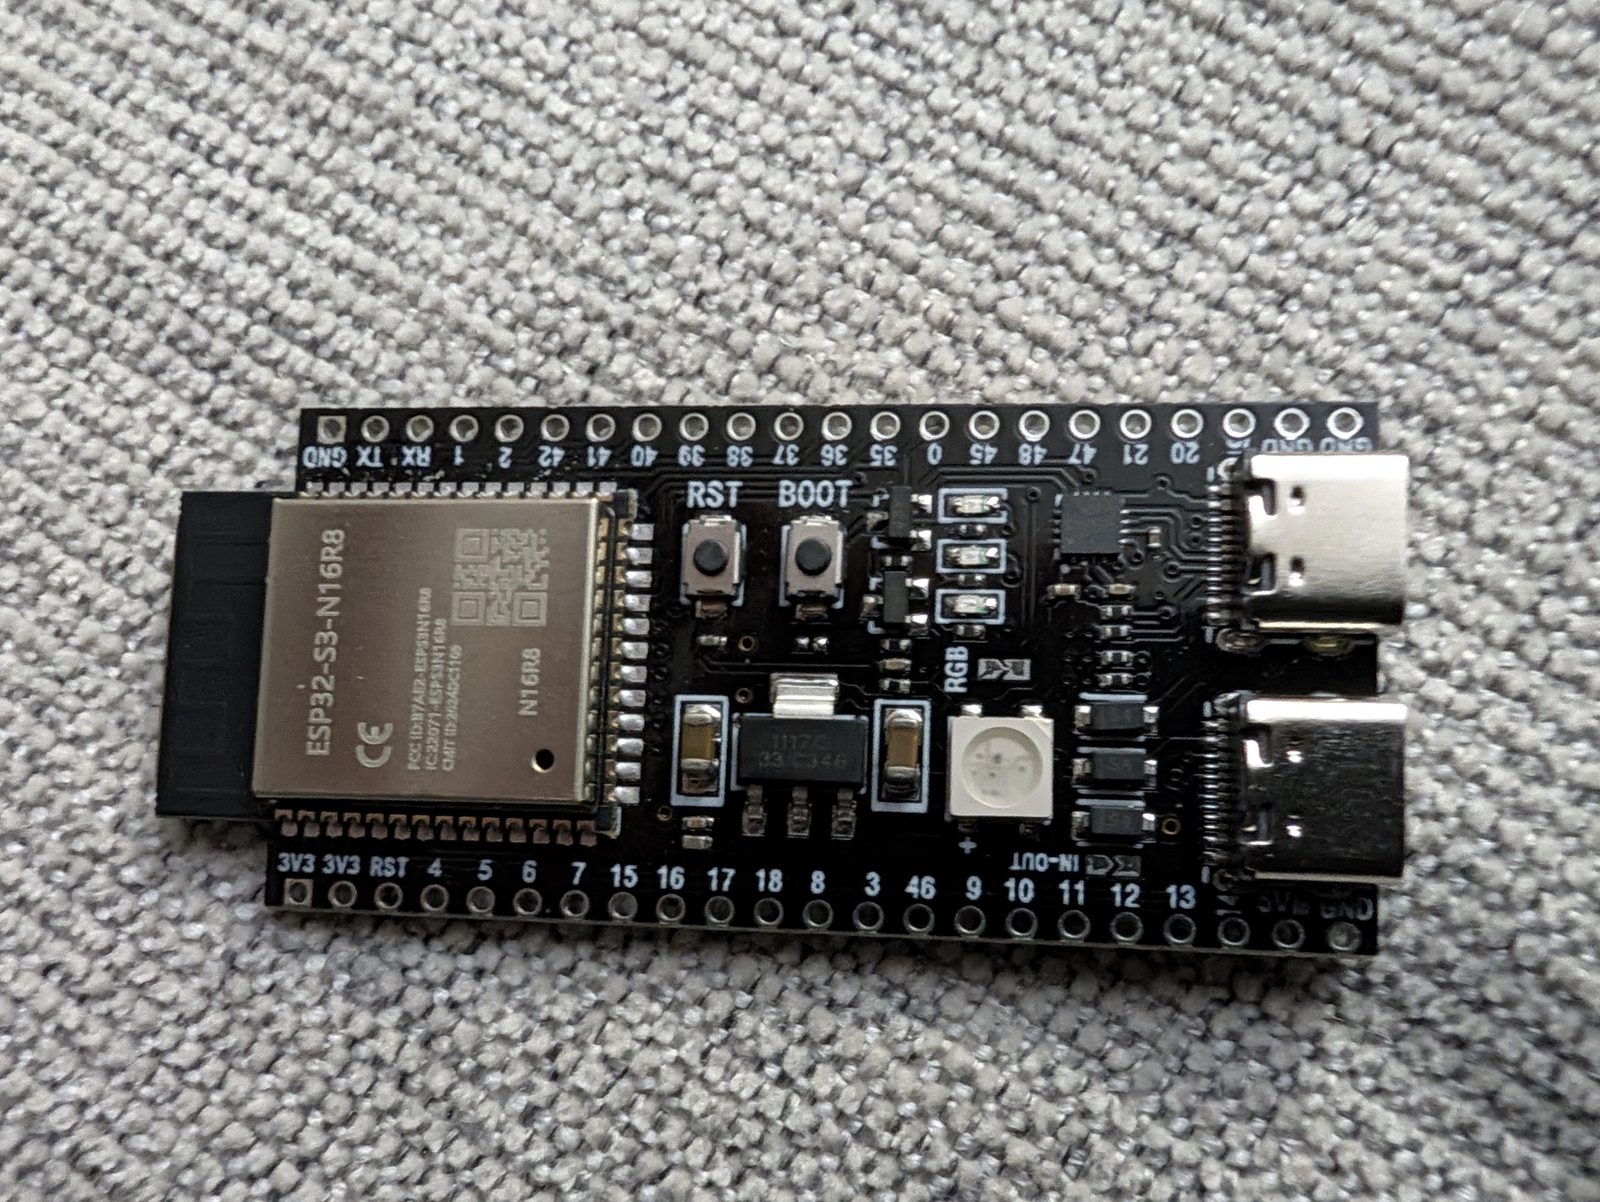 GND TX RX 1 2 42 41 40 39 38 37 36 35 0 45 48 47 21 20 GND GND
RST BOOT
ESP32-S3-N16R8
CE
N16R8
RGB
1117C
+
IN-OUT
3V3 3V3 RST 4 5 6 7 15 16 17 18 8 3 46 9 10 11 12 13 14 GND